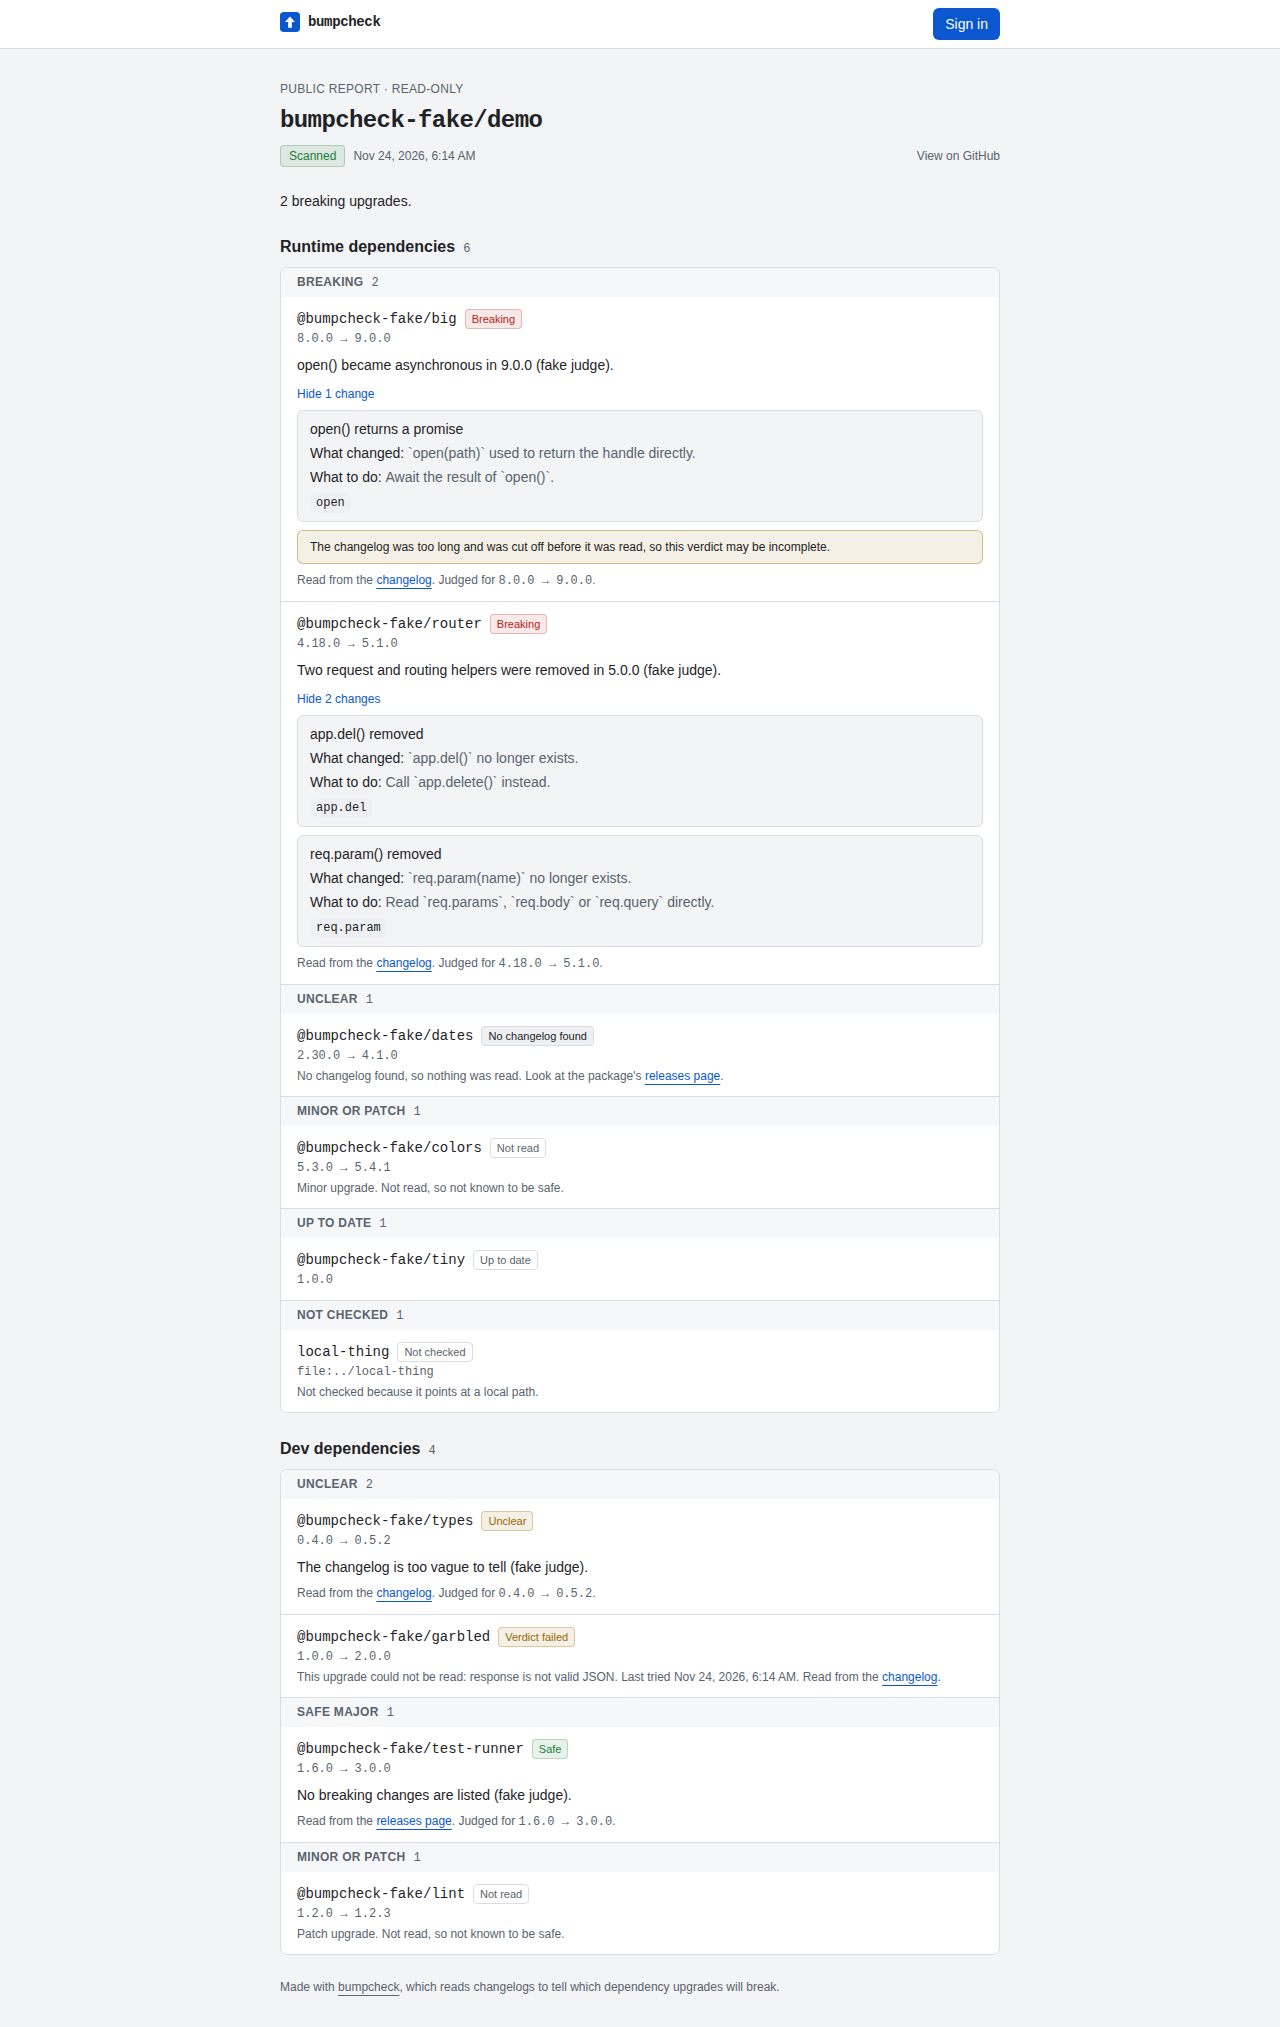 bumpcheck
Sign in
PUBLIC REPORT · READ-ONLY
bumpcheck-fake/demo
Scanned Nov 24, 2026, 6:14 AM
View on GitHub
2 breaking upgrades.
Runtime dependencies 6
BREAKING 2
@bumpcheck-fake/big Breaking
8.0.0 → 9.0.0
open() became asynchronous in 9.0.0 (fake judge).
Hide 1 change
open() returns a promise
What changed: `open(path)` used to return the handle directly.
What to do: Await the result of `open()`.
open
The changelog was too long and was cut off before it was read, so this verdict may be incomplete.
Read from the changelog. Judged for 8.0.0 → 9.0.0.
@bumpcheck-fake/router Breaking
4.18.0 → 5.1.0
Two request and routing helpers were removed in 5.0.0 (fake judge).
Hide 2 changes
app.del() removed
What changed: `app.del()` no longer exists.
What to do: Call `app.delete()` instead.
app.del
req.param() removed
What changed: `req.param(name)` no longer exists.
What to do: Read `req.params`, `req.body` or `req.query` directly.
req.param
Read from the changelog. Judged for 4.18.0 → 5.1.0.
UNCLEAR 1
@bumpcheck-fake/dates No changelog found
2.30.0 → 4.1.0
No changelog found, so nothing was read. Look at the package's releases page.
MINOR OR PATCH 1
@bumpcheck-fake/colors Not read
5.3.0 → 5.4.1
Minor upgrade. Not read, so not known to be safe.
UP TO DATE 1
@bumpcheck-fake/tiny Up to date
1.0.0
NOT CHECKED 1
local-thing Not checked
file:../local-thing
Not checked because it points at a local path.
Dev dependencies 4
UNCLEAR 2
@bumpcheck-fake/types Unclear
0.4.0 → 0.5.2
The changelog is too vague to tell (fake judge).
Read from the changelog. Judged for 0.4.0 → 0.5.2.
@bumpcheck-fake/garbled Verdict failed
1.0.0 → 2.0.0
This upgrade could not be read: response is not valid JSON. Last tried Nov 24, 2026, 6:14 AM. Read from the changelog.
SAFE MAJOR 1
@bumpcheck-fake/test-runner Safe
1.6.0 → 3.0.0
No breaking changes are listed (fake judge).
Read from the releases page. Judged for 1.6.0 → 3.0.0.
MINOR OR PATCH 1
@bumpcheck-fake/lint Not read
1.2.0 → 1.2.3
Patch upgrade. Not read, so not known to be safe.
Made with bumpcheck, which reads changelogs to tell which dependency upgrades will break.